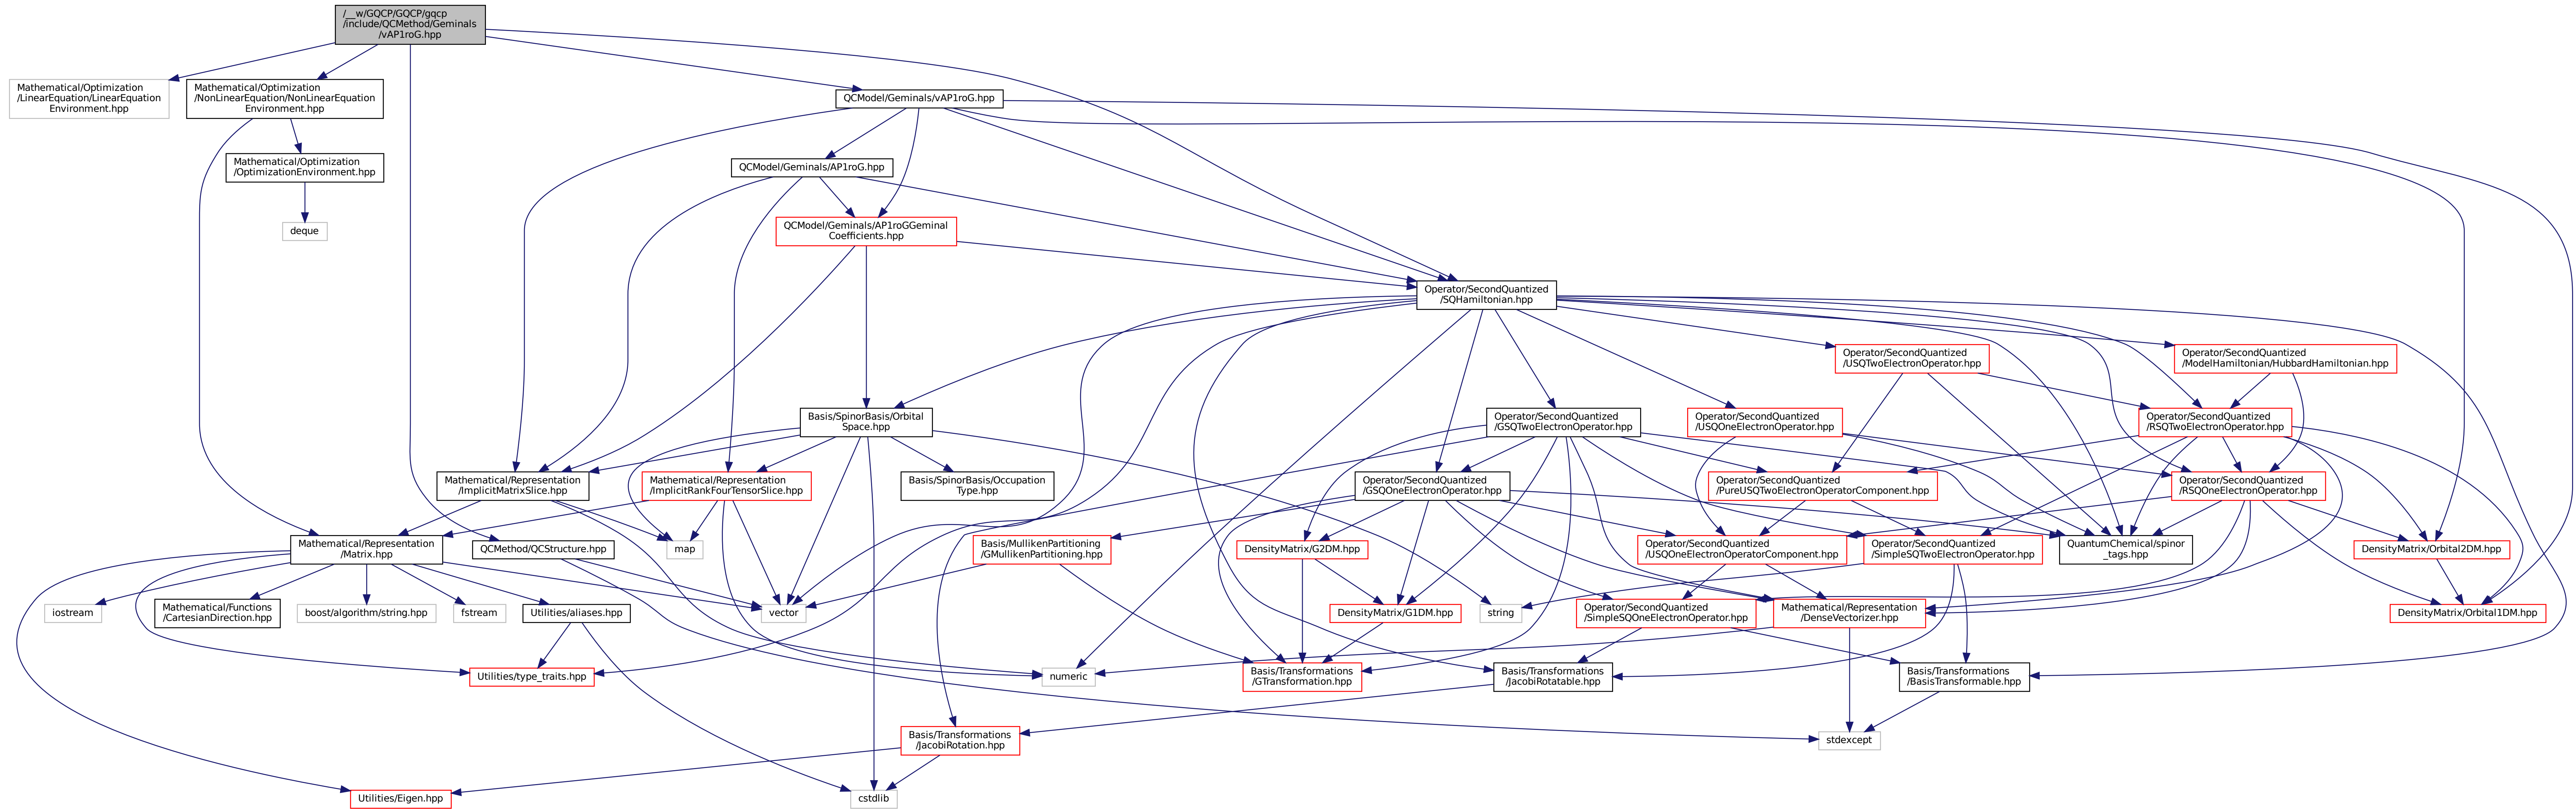 /__w/GQCP/GQCP/gqcp
/include/QCMethod/Geminals
/vAP1roG.hpp
Mathematical/Optimization
/LinearEquation/LinearEquation
Environment.hpp
Mathematical/Optimization
/NonLinearEquation/NonLinearEquation
Environment.hpp
QCModel/Geminals/vAP1roG.hpp
Mathematical/Optimization
/OptimizationEnvironment.hpp
QCModel/Geminals/AP1roG.hpp
deque
QCModel/Geminals/AP1roGGeminal
Coefficients.hpp
Operator/SecondQuantized
/SQHamiltonian.hpp
Operator/SecondQuantized
/USQTwoElectronOperator.hpp
Operator/SecondQuantized
/ModelHamiltonian/HubbardHamiltonian.hpp
Basis/SpinorBasis/Orbital
Space.hpp
Operator/SecondQuantized
/GSQTwoElectronOperator.hpp
Operator/SecondQuantized
/USQOneElectronOperator.hpp
Operator/SecondQuantized
/RSQTwoElectronOperator.hpp
Mathematical/Representation
/ImplicitMatrixSlice.hpp
Mathematical/Representation
/ImplicitRankFourTensorSlice.hpp
Basis/SpinorBasis/Occupation
Type.hpp
Operator/SecondQuantized
/GSQOneElectronOperator.hpp
Operator/SecondQuantized
/PureUSQTwoElectronOperatorComponent.hpp
Operator/SecondQuantized
/RSQOneElectronOperator.hpp
Mathematical/Representation
/Matrix.hpp
QCMethod/QCStructure.hpp
map
Basis/MullikenPartitioning
/GMullikenPartitioning.hpp
DensityMatrix/G2DM.hpp
Operator/SecondQuantized
/USQOneElectronOperatorComponent.hpp
Operator/SecondQuantized
/SimpleSQTwoElectronOperator.hpp
QuantumChemical/spinor
_tags.hpp
DensityMatrix/Orbital2DM.hpp
iostream
Mathematical/Functions
/CartesianDirection.hpp
boost/algorithm/string.hpp
fstream
Utilities/aliases.hpp
vector
DensityMatrix/G1DM.hpp
string
Operator/SecondQuantized
/SimpleSQOneElectronOperator.hpp
Mathematical/Representation
/DenseVectorizer.hpp
DensityMatrix/Orbital1DM.hpp
Utilities/type_traits.hpp
numeric
Basis/Transformations
/GTransformation.hpp
Basis/Transformations
/JacobiRotatable.hpp
Basis/Transformations
/BasisTransformable.hpp
Basis/Transformations
/JacobiRotation.hpp
stdexcept
Utilities/Eigen.hpp
cstdlib